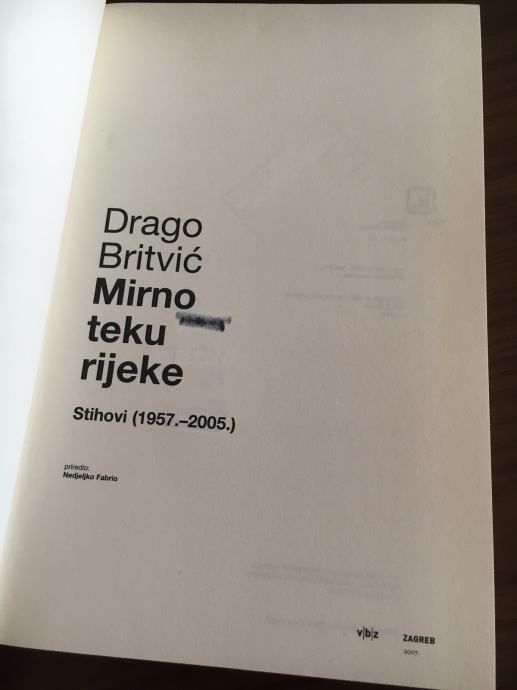 Drago
Britvić
Mirno
teku
rijeke
Stihovi (1957.–2005.)
priredio:
Nedjeljko Fabrio
v|b|z
ZAGREB
2007.